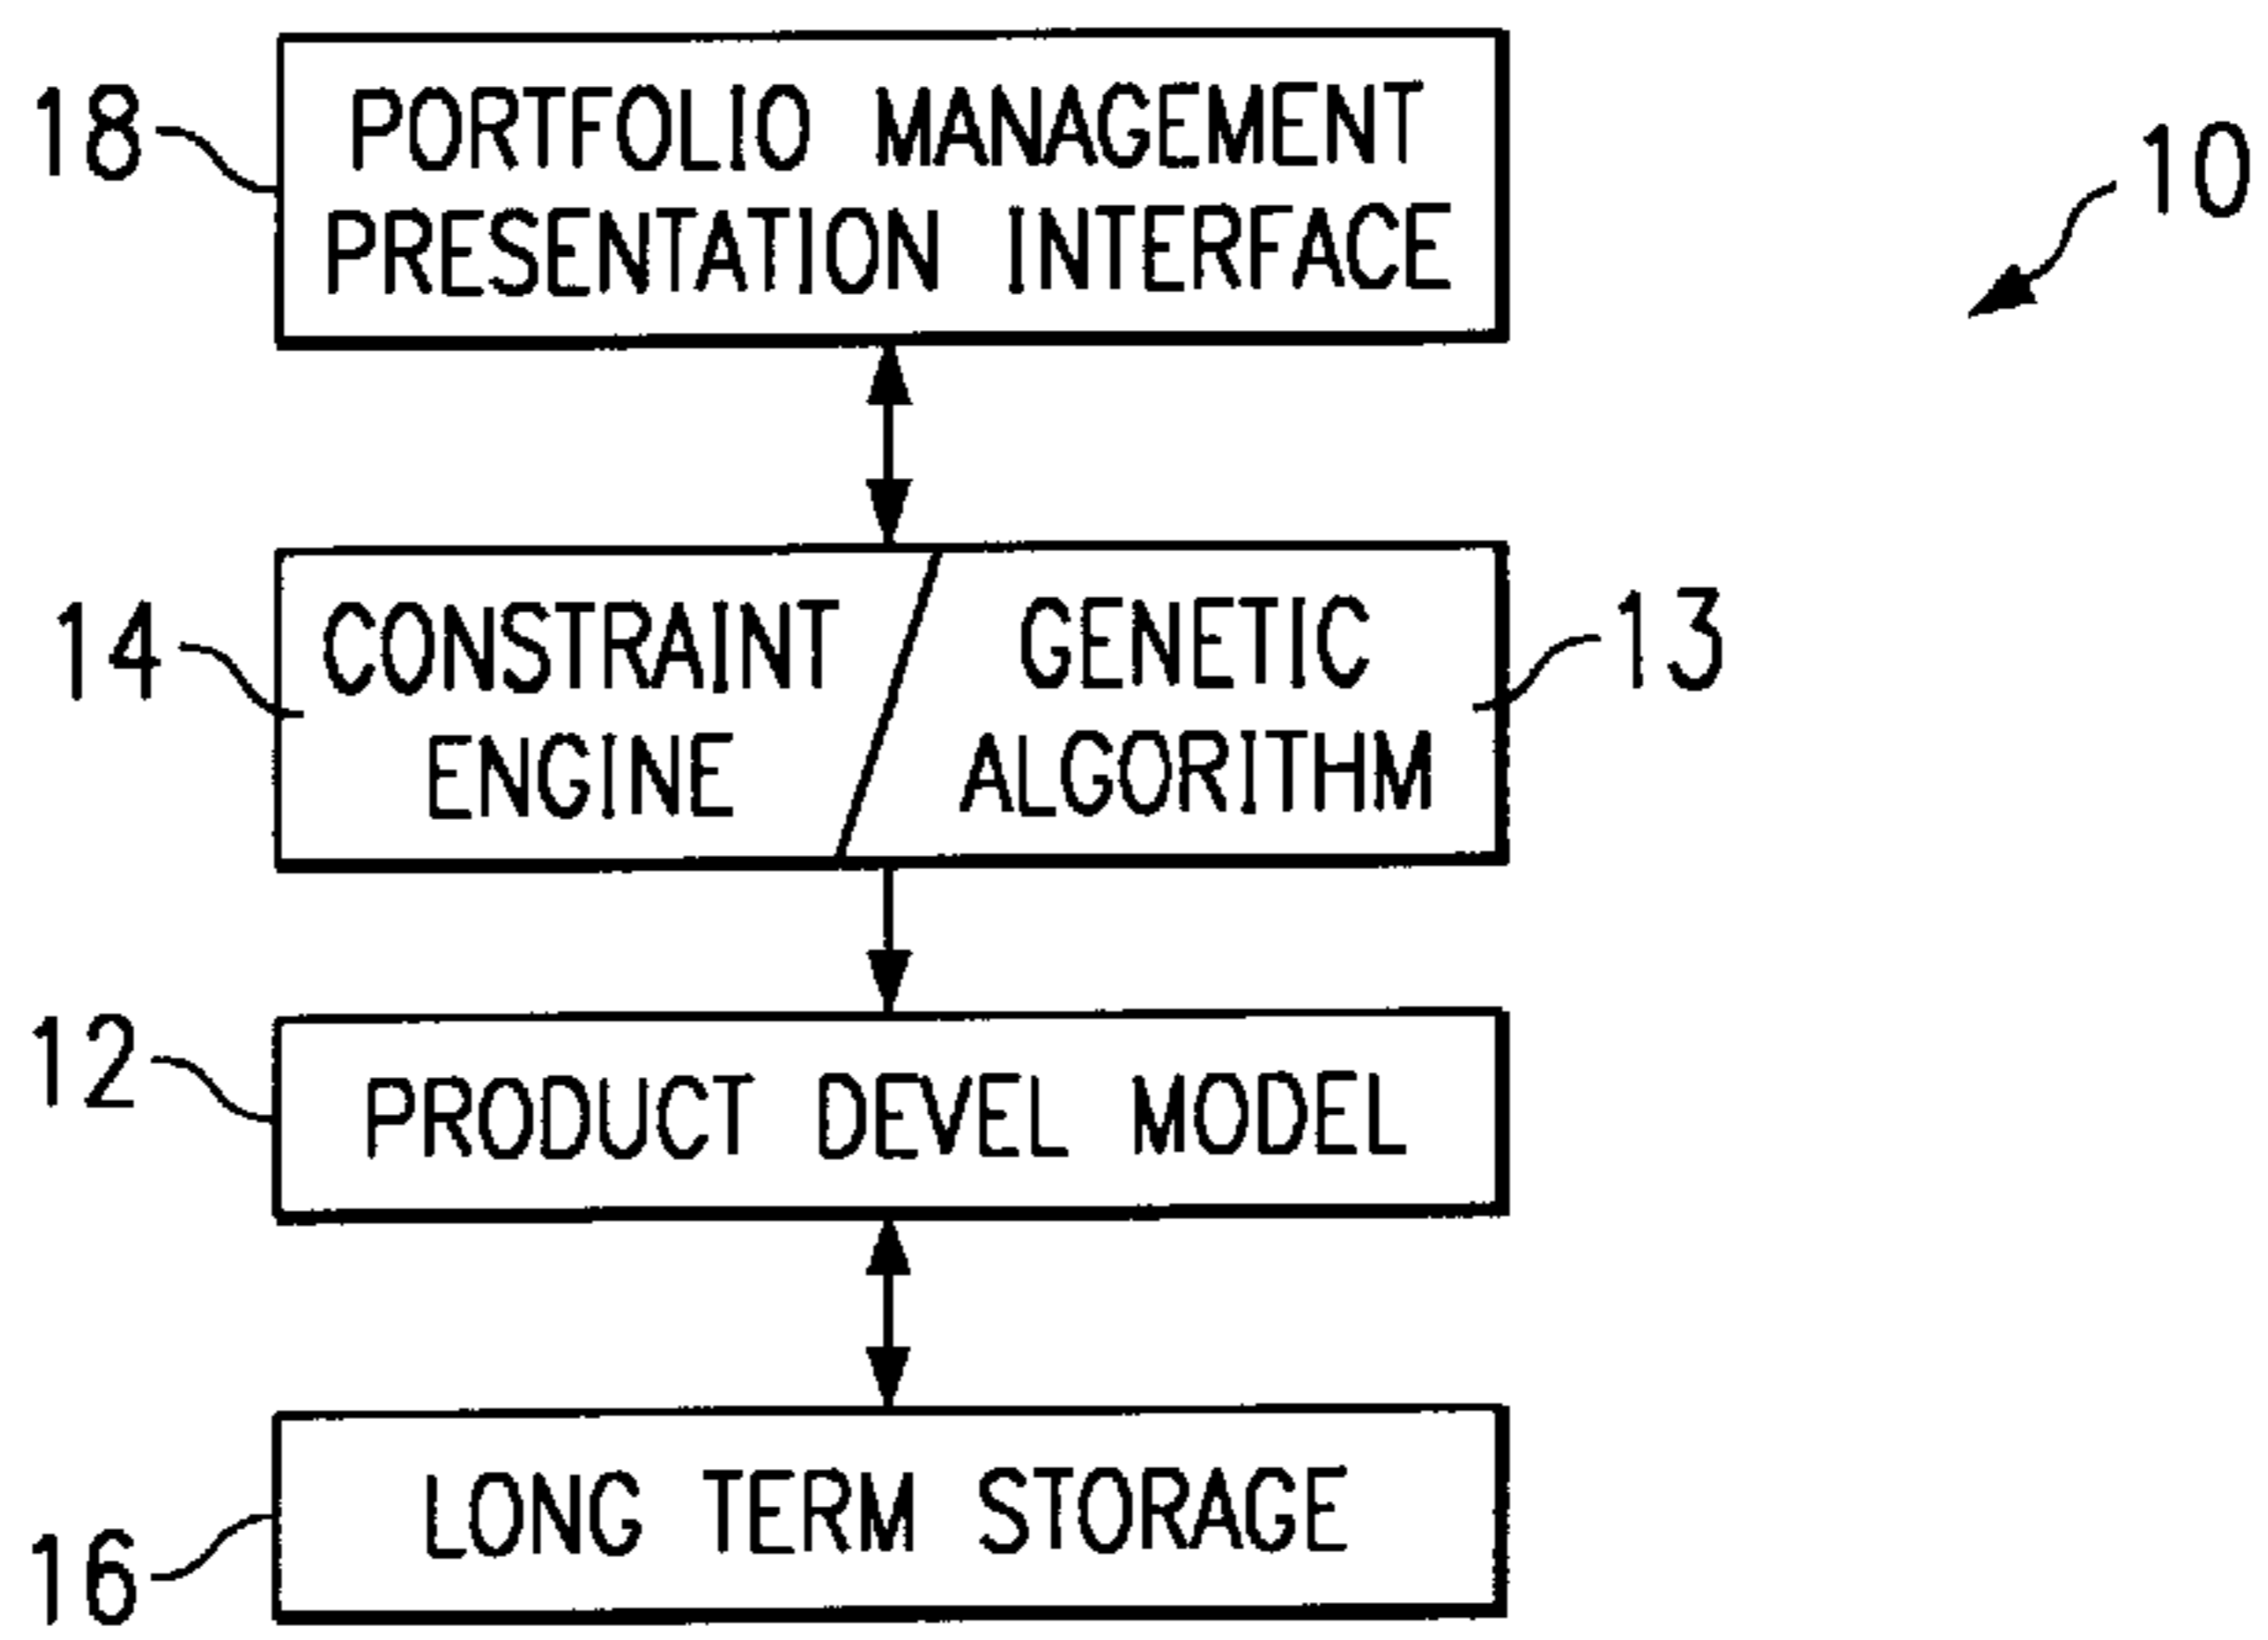 18
PORTFOLIO MANAGEMENT
PRESENTATION INTERFACE
10
14
CONSTRAINT
ENGINE
GENETIC
ALGORITHM
13
12
PRODUCT DEVEL MODEL
LONG TERM STORAGE
16